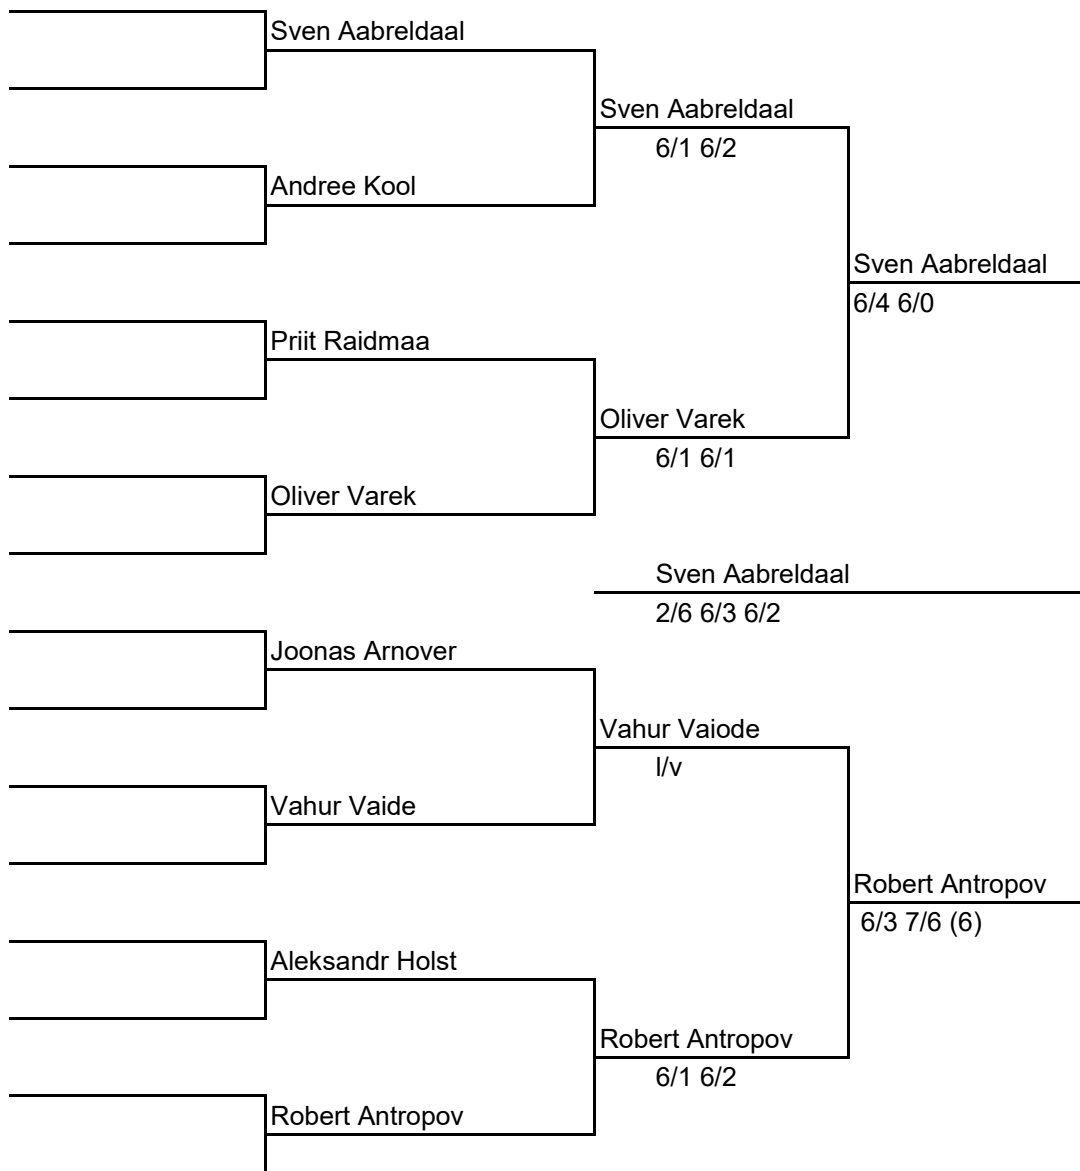 Sven Aabreldaal
Sven Aabreldaal
6/1 6/2
Andree Kool
Sven Aabreldaal
6/4 6/0
Priit Raidmaa
Oliver Varek
6/1 6/1
Oliver Varek
Sven Aabreldaal
2/6 6/3 6/2
Joonas Arnover
Vahur Vaiode
l/v
Vahur Vaide
Robert Antropov
6/3 7/6 (6)
Aleksandr Holst
Robert Antropov
6/1 6/2
Robert Antropov